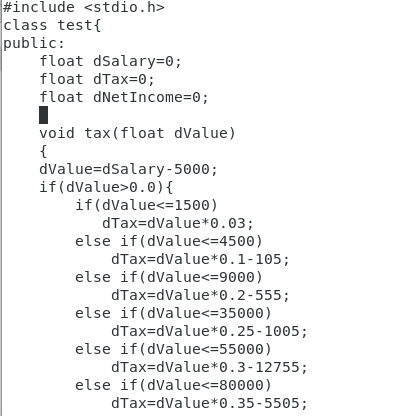 #include <stdio.h>
class test{
public:
    float dSalary=0;
    float dTax=0;
    float dNetIncome=0;
    void tax(float dValue)
    {
    dValue=dSalary-5000;
    if(dValue>0.0){
        if(dValue<=1500)
           dTax=dValue*0.03;
        else if(dValue<=4500)
            dTax=dValue*0.1-105;
        else if(dValue<=9000)
            dTax=dValue*0.2-555;
        else if(dValue<=35000)
            dTax=dValue*0.25-1005;
        else if(dValue<=55000)
            dTax=dValue*0.3-12755;
        else if(dValue<=80000)
            dTax=dValue*0.35-5505;